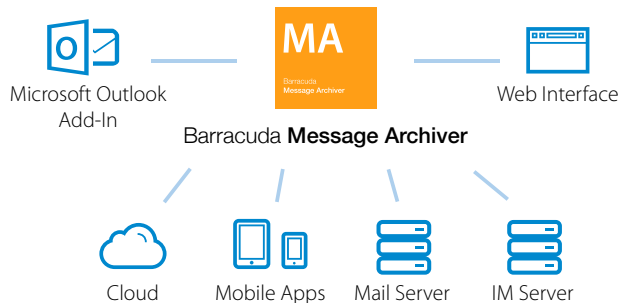 MA
Barracuda
Message Archiver
Microsoft Outlook
Add-In
Web Interface
Barracuda Message Archiver
Cloud
Mobile Apps
Mail Server
IM Server